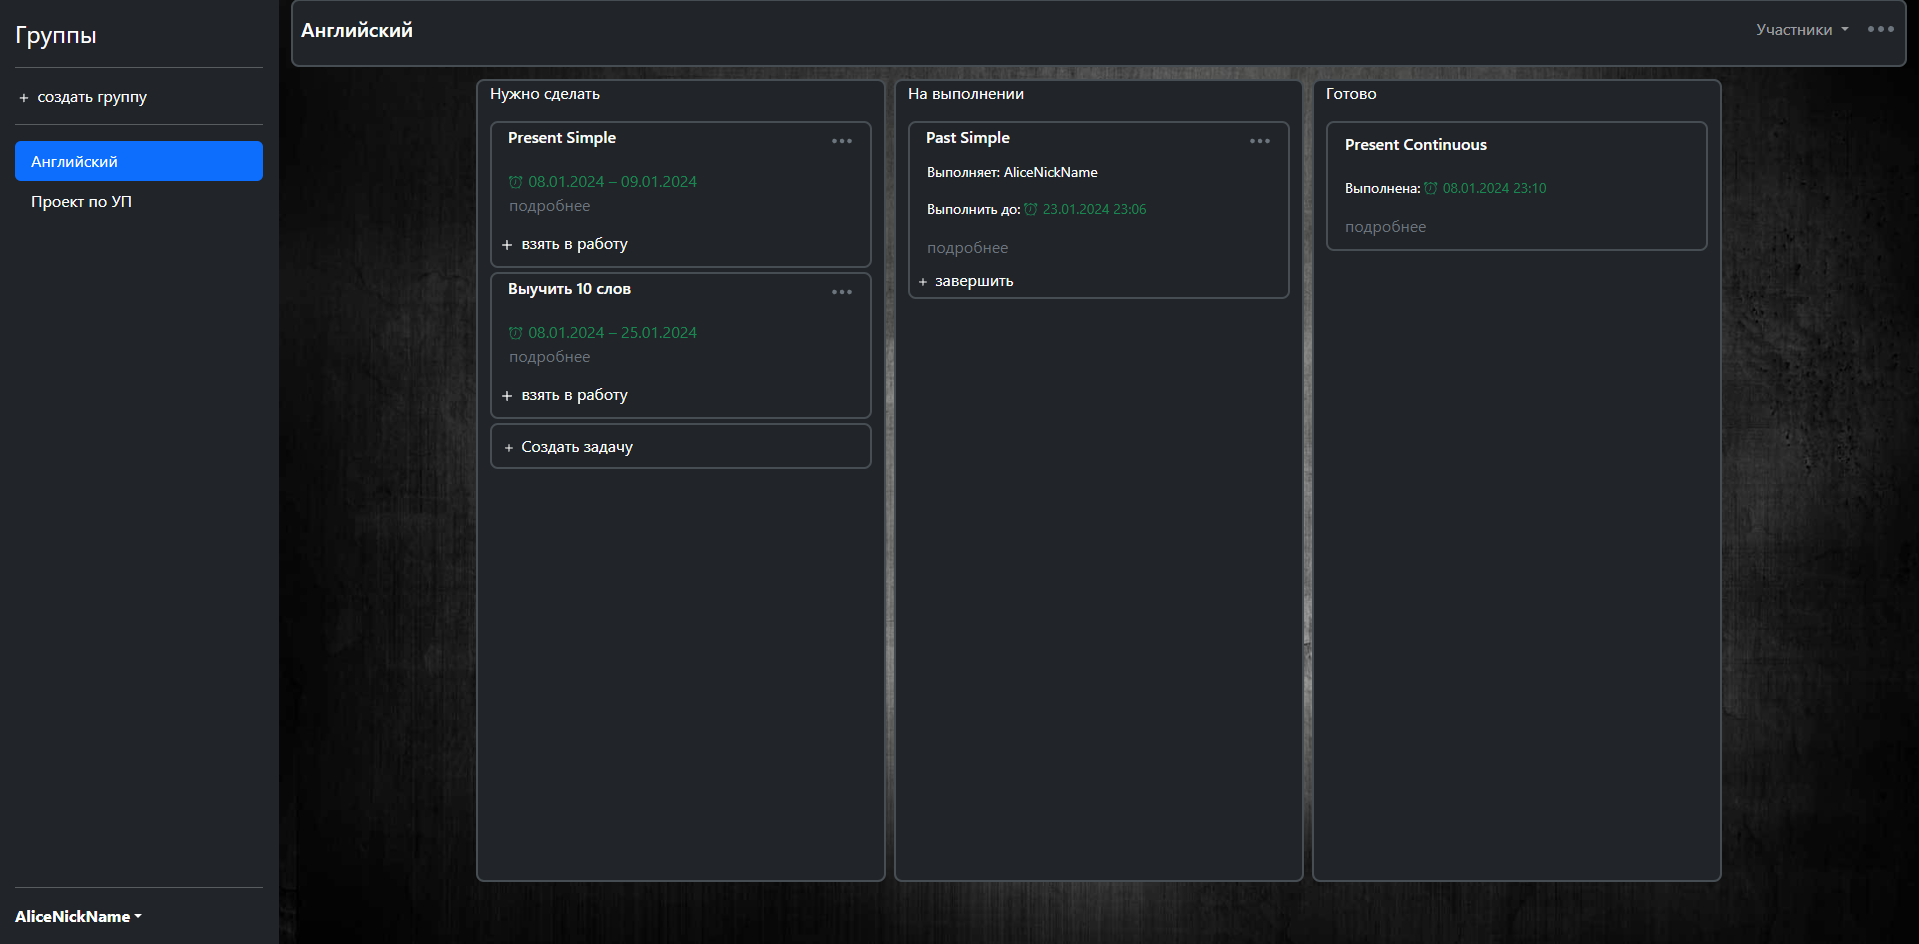 Группы
+ создать группу
Английский
Проект по УП
AliceNickName
Английский
Участники
Нужно сделать
Present Simple
08.01.2024 – 09.01.2024
подробнее
+ взять в работу
Выучить 10 слов
08.01.2024 – 25.01.2024
подробнее
+ взять в работу
+ Создать задачу
На выполнении
Past Simple
Выполняет: AliceNickName
Выполнить до: 23.01.2024 23:06
подробнее
+ завершить
Готово
Present Continuous
Выполнена: 08.01.2024 23:10
подробнее